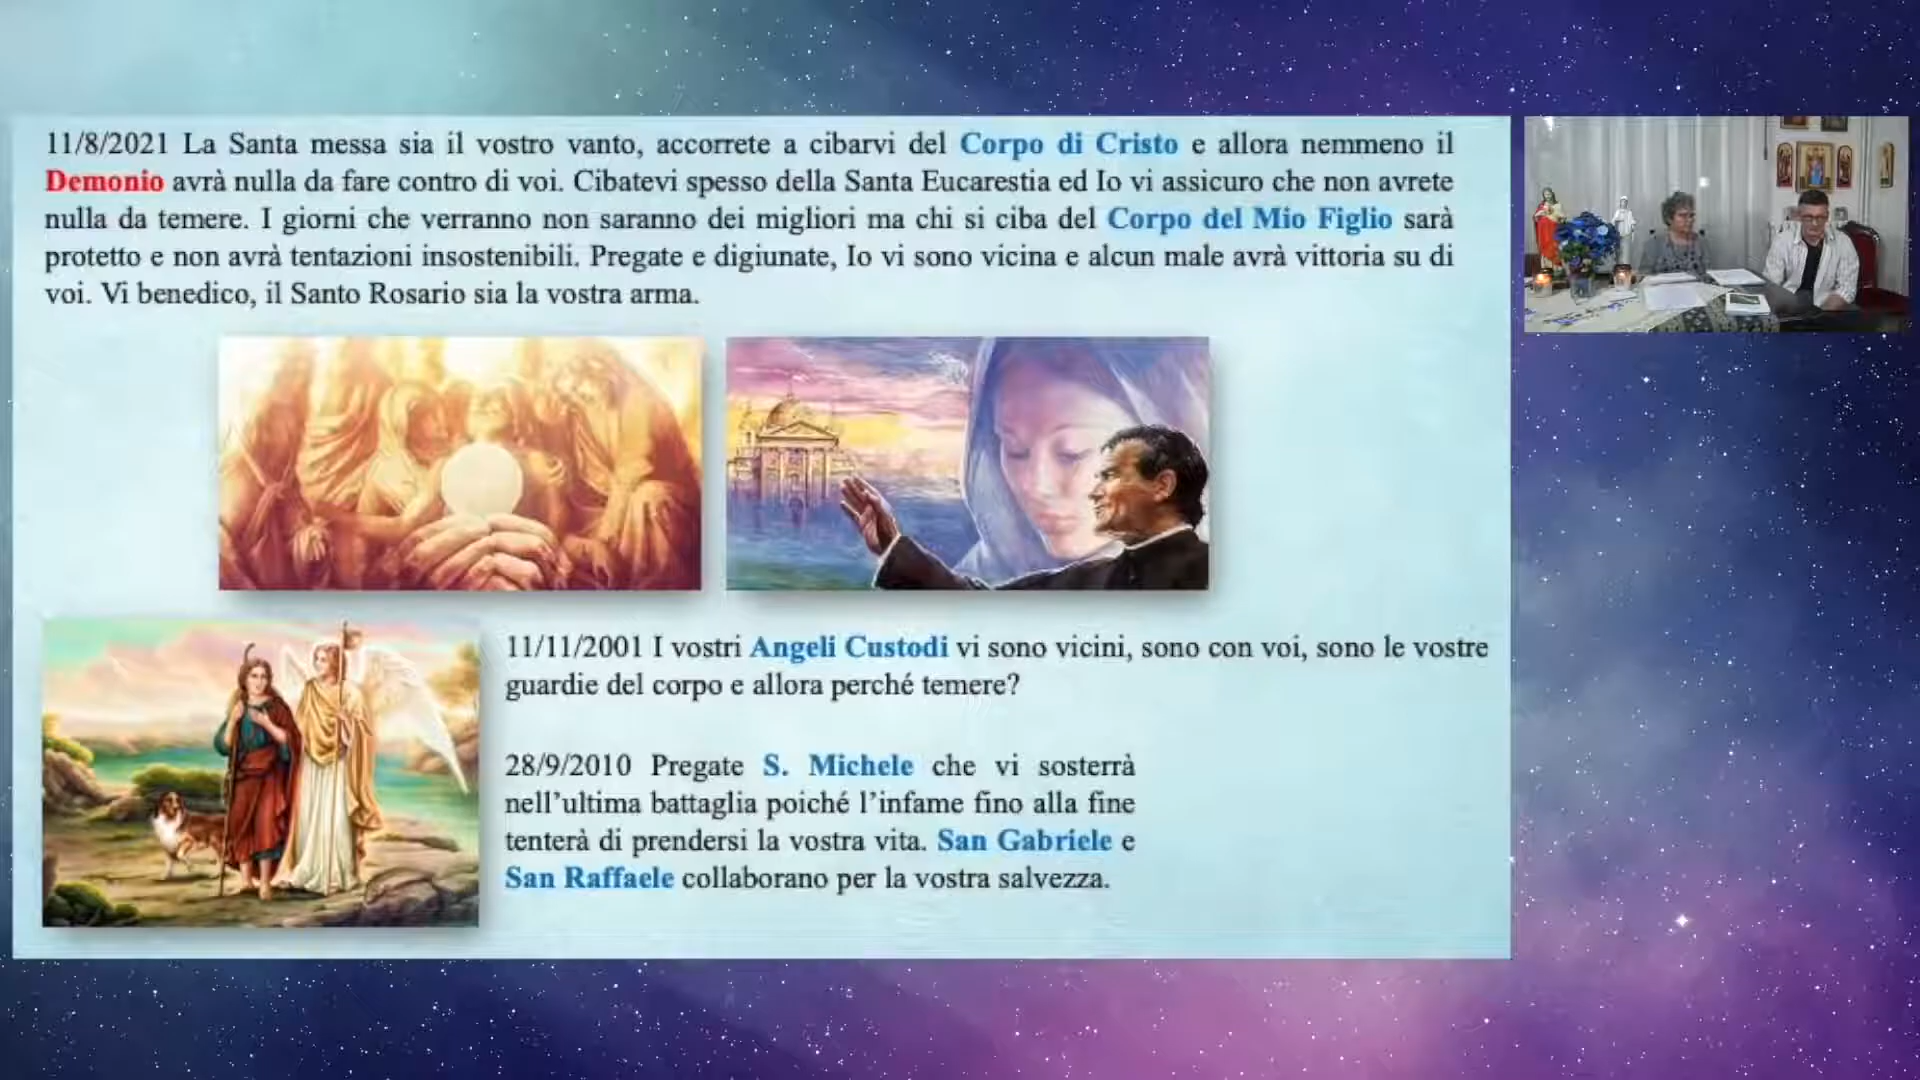 11/8/2021 La Santa messa sia il vostro vanto, accorrete a cibarvi del Corpo di Cristo e allora nemmeno il
Demonio avrà nulla da fare contro di voi. Cibatevi spesso della Santa Eucarestia ed Io vi assicuro che non avrete
nulla da temere. I giorni che verranno non saranno dei migliori ma chi si ciba del Corpo del Mio Figlio sarà
protetto e non avrà tentazioni insostenibili. Pregate e digiunate, Io vi sono vicina e alcun male avrà vittoria su di
voi. Vi benedico, il Santo Rosario sia la vostra arma.
11/11/2001 I vostri Angeli Custodi vi sono vicini, sono con voi, sono le vostre
guardie del corpo e allora perché temere?
28/9/2010 Pregate S. Michele che vi sosterrà
nell’ultima battaglia poiché l’infame fino alla fine
tenterà di prendersi la vostra vita. San Gabriele e
San Raffaele collaborano per la vostra salvezza.